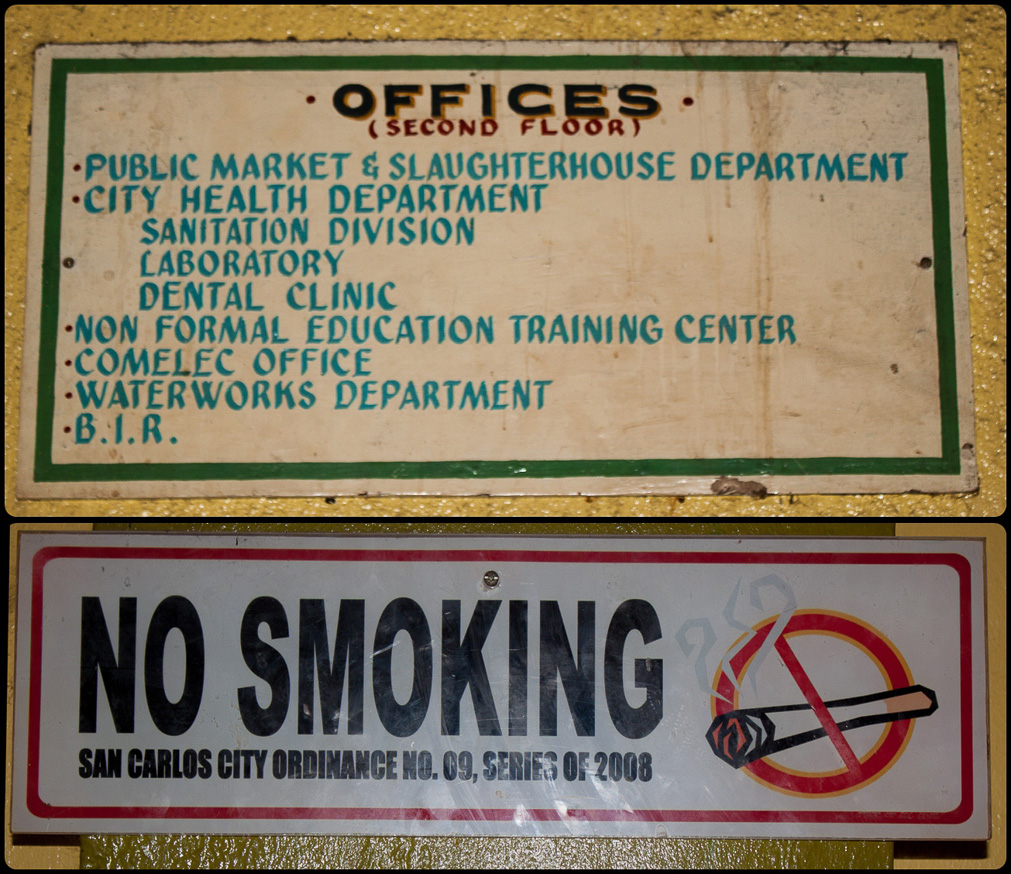 • OFFICES •
(SECOND FLOOR)
• PUBLIC MARKET & SLAUGHTERHOUSE DEPARTMENT
• CITY HEALTH DEPARTMENT
SANITATION DIVISION
LABORATORY
DENTAL CLINIC
• NON FORMAL EDUCATION TRAINING CENTER
• COMELEC OFFICE
• WATERWORKS DEPARTMENT
• B.I.R.
NO SMOKING
SAN CARLOS CITY ORDINANCE NO. 09, SERIES OF 2008